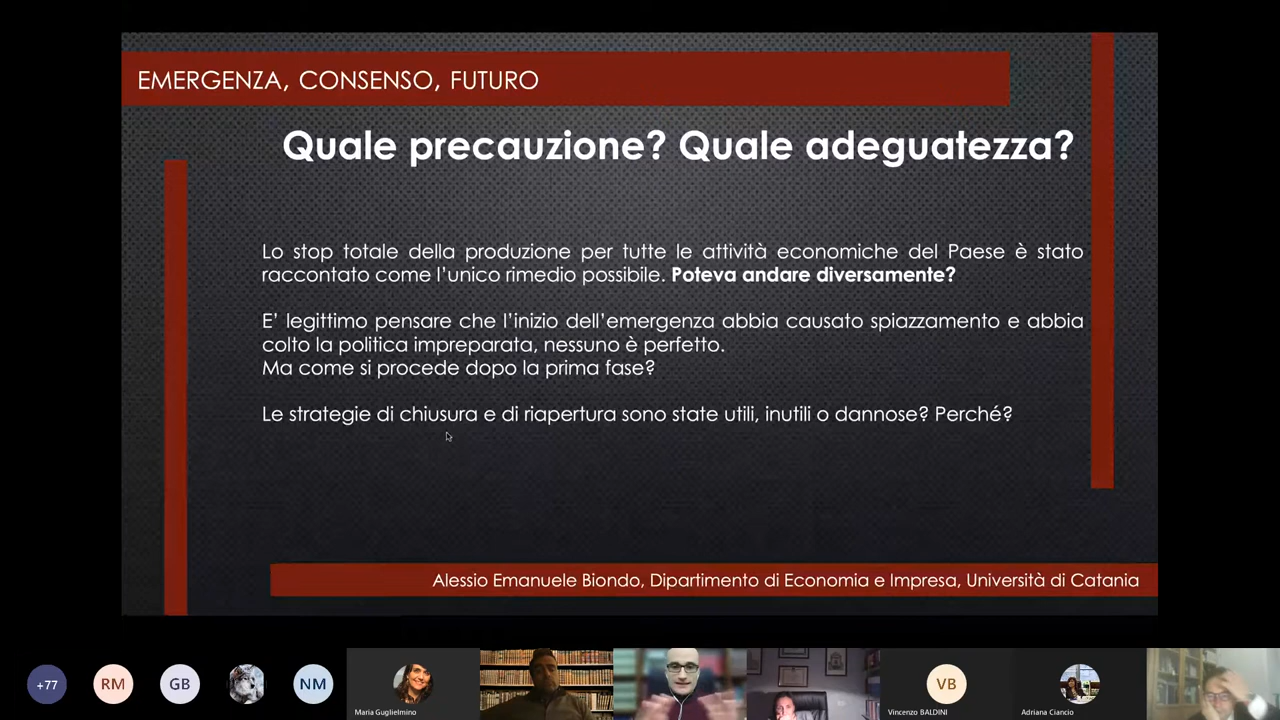 EMERGENZA, CONSENSO, FUTURO
Quale precauzione? Quale adeguatezza?
Lo stop totale della produzione per tutte le attività economiche del Paese è stato
raccontato come l'unico rimedio possibile. Poteva andare diversamente?
E' legittimo pensare che l'inizio dell'emergenza abbia causato spiazzamento e abbia
colto la politica impreparata, nessuno è perfetto.
Ma come si procede dopo la prima fase?
Le strategie di chiusura e di riapertura sono state utili, inutili o dannose? Perché?
Alessio Emanuele Biondo, Dipartimento di Economia e Impresa, Università di Catania
+77
RM
GB
NM
Maria Guglielmino
VB
Vincenzo BALDINI
Adriana Ciancio